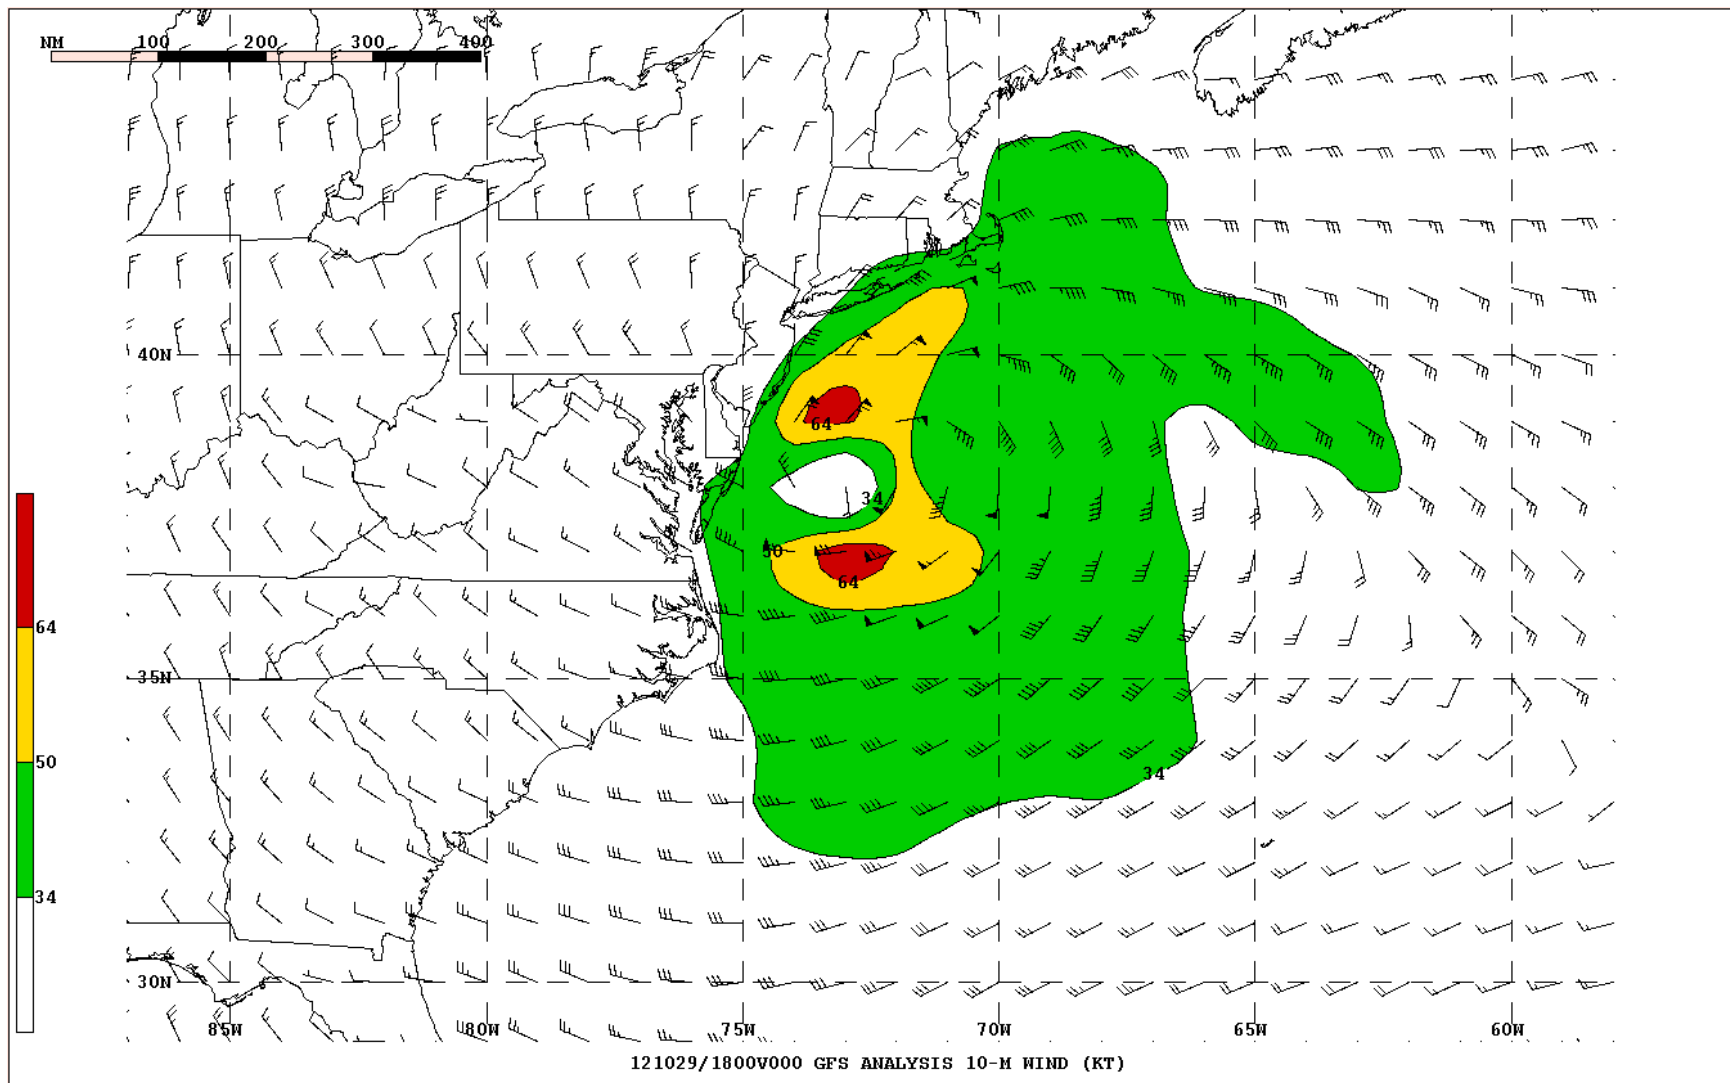 NM 100 200 300 400
40N
64
34
50
64
64
35N
50
34
34
30N
85W 80W 75W 70W 65W 60W
121029/1800V000 GFS ANALYSIS 10-M WIND (KT)